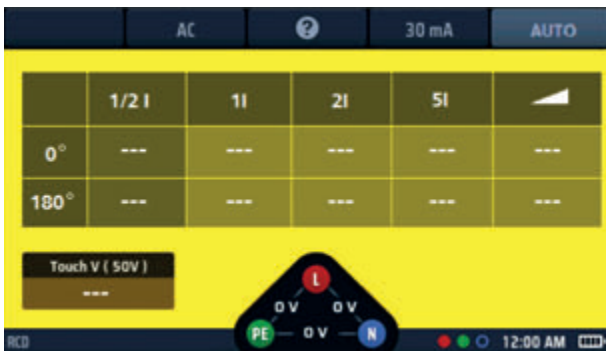 AC ? 30 mA AUTO
1/2 I 1I 2I 5I
0° --- --- --- --- ---
180° --- --- --- --- ---
Touch V ( 50V )
---
L
0 V 0 V
PE 0 V N
RCD 12:00 AM